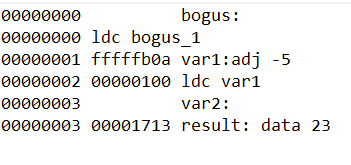 00000000 bogus:
00000000 ldc bogus_1
00000001 fffffb0a var1:adj -5
00000002 00000100 ldc var1
00000003 var2:
00000003 00001713 result: data 23